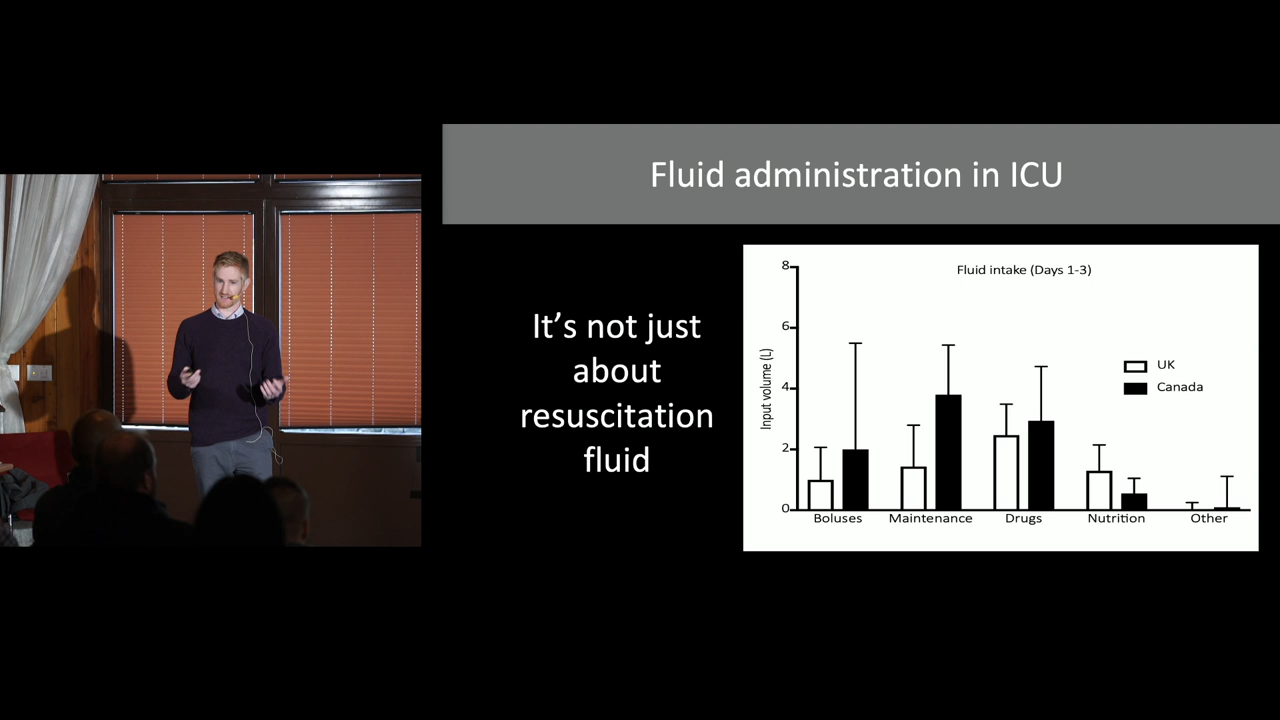 Fluid administration in ICU
It's not just
about
resuscitation
fluid
Fluid intake (Days 1-3)
Input volume (L)
8
6
4
2
0
UK
Canada
Boluses
Maintenance
Drugs
Nutrition
Other